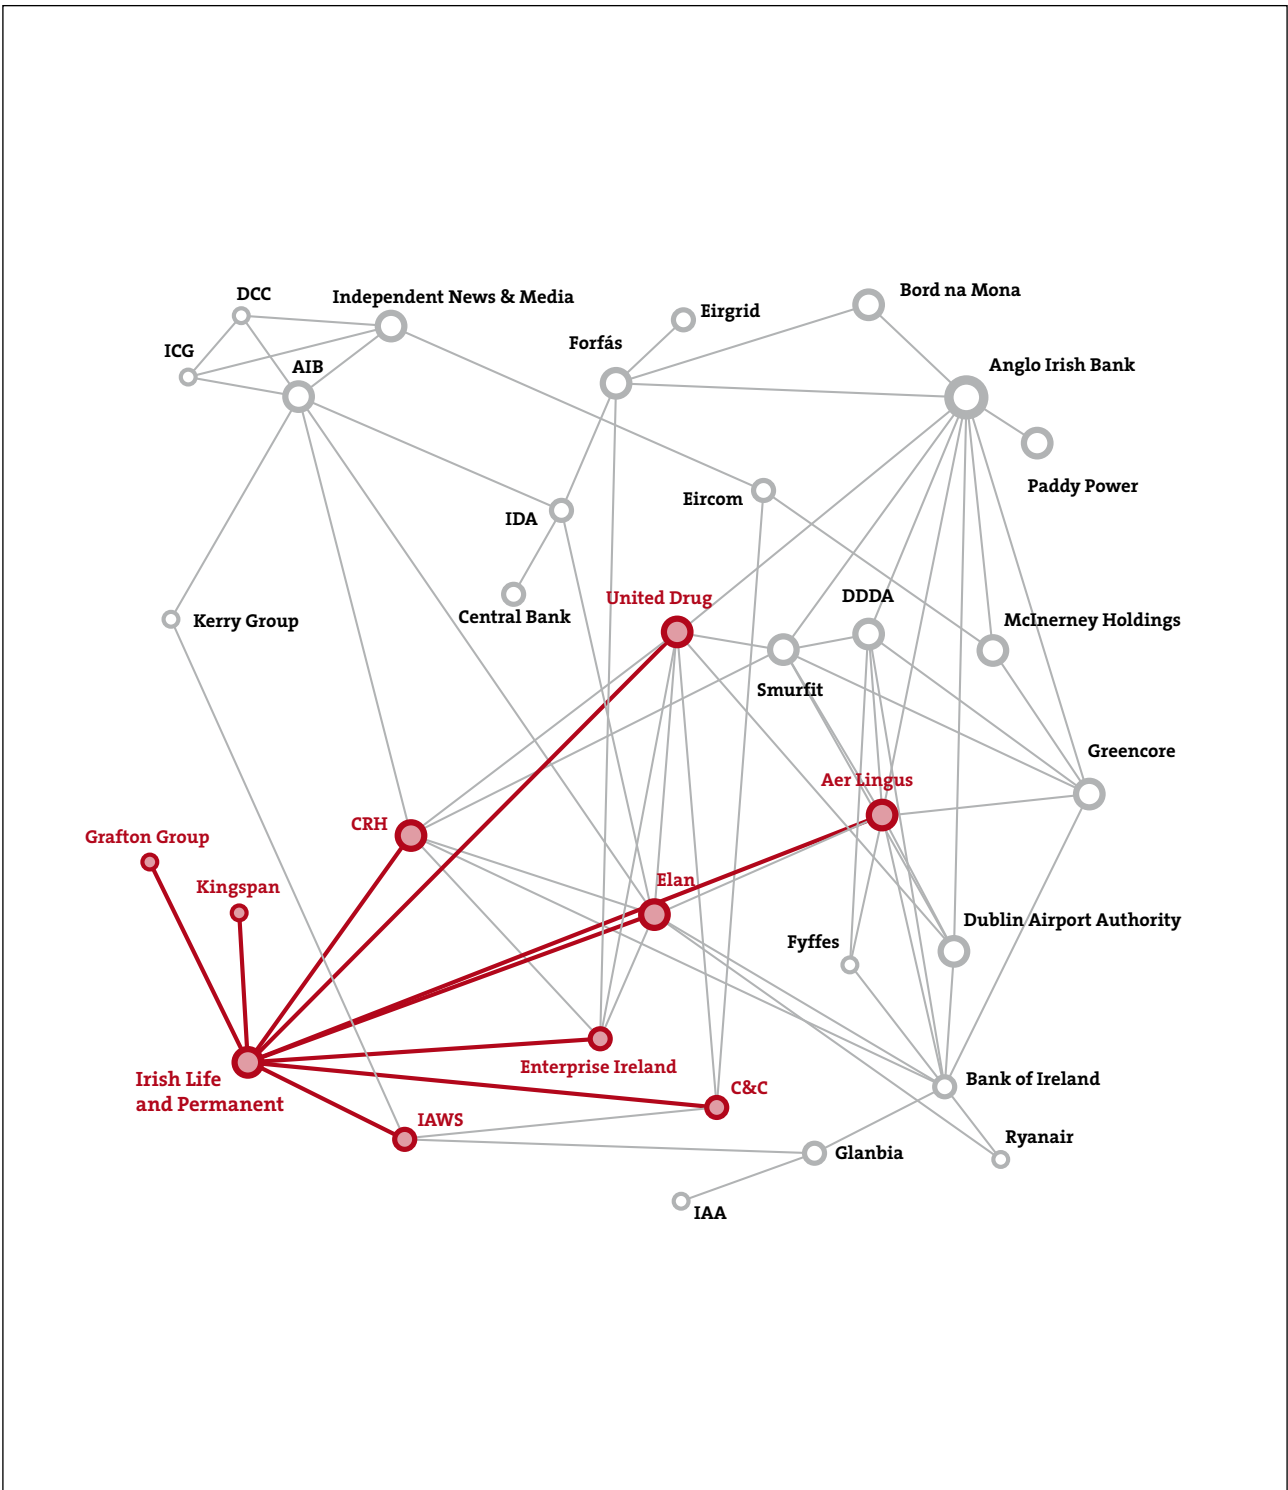 Bord na Mona
DCC
Independent News & Media
Eirgrid
Forfás
ICG
AIB
Anglo Irish Bank
Paddy Power
Eircom
IDA
United Drug
DDDA
Central Bank
Kerry Group
McInerney Holdings
Smurfit
Greencore
Aer Lingus
CRH
Grafton Group
Kingspan
Elan
Dublin Airport Authority
Fyffes
Enterprise Ireland
Irish Life
and Permanent
C&C
Bank of Ireland
IAWS
Ryanair
Glanbia
IAA